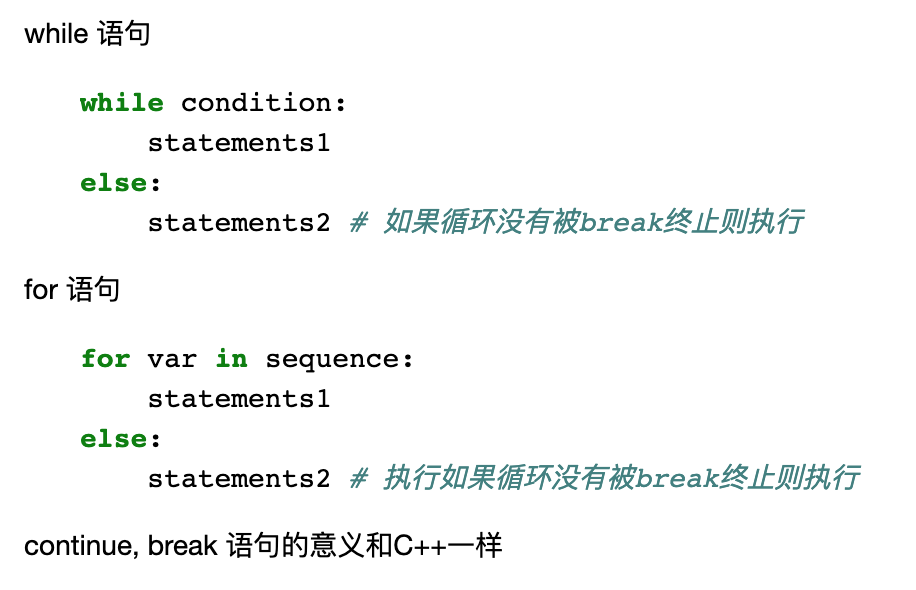 while 语句
while condition:
statements1
else:
statements2 # 如果循环没有被break终止则执行
for 语句
for var in sequence:
statements1
else:
statements2 # 执行如果循环没有被break终止则执行
continue, break 语句的意义和C++一样